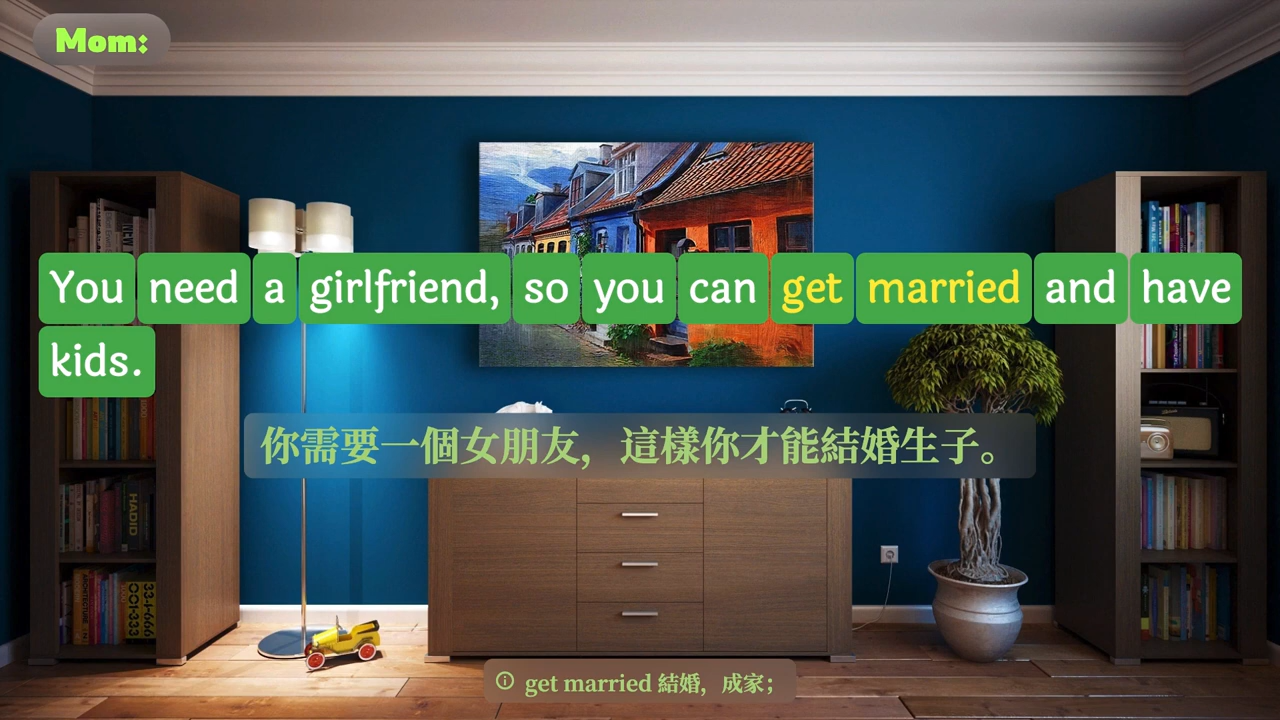 Mom:
You need a girlfriend, so you can get married and have
kids.
你需要一個女朋友，這樣你才能結婚生子。
HADID
get married 結婚，成家；